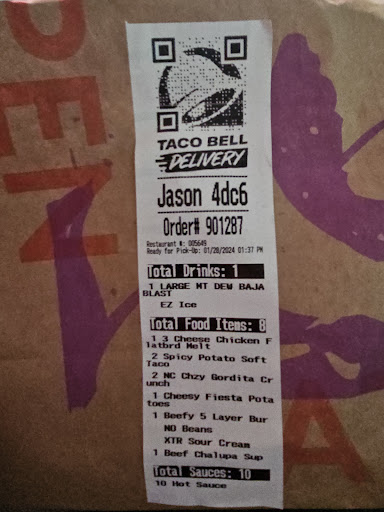 TACO BELL
DELIVERY
Jason 4dc6
Order# 901287
Restaurant #: 005649
Ready for Pick-Up: 01/28/2024 01:37 PM
Total Drinks: 1
1 LARGE MT DEW BAJA
BLAST
EZ Ice
Total Food Items: 8
1 3 Cheese Chicken F
latbrd Melt
2 Spicy Potato Soft
Taco
2 NC Chzy Gordita Cr
unch
1 Cheesy Fiesta Pota
toes
1 Beefy 5 Layer Bur
NO Beans
XTR Sour Cream
1 Beef Chalupa Sup
Total Sauces: 10
10 Hot Sauce
PEN
A